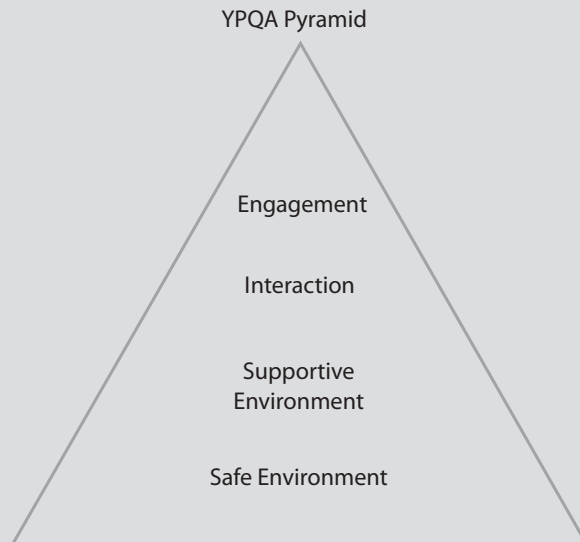 YPQA Pyramid
Engagement
Interaction
Supportive
Environment
Safe Environment